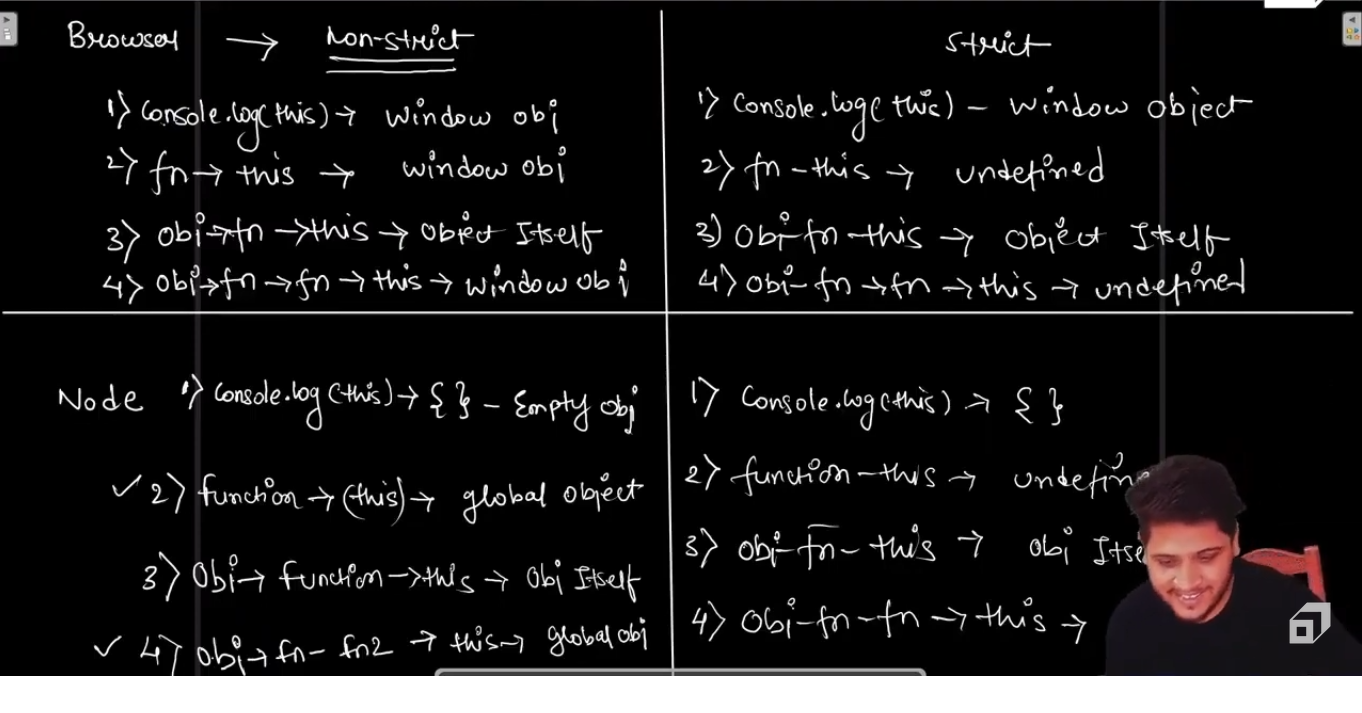 Browser → Non-strict
1) Console.log(this) → window obj
2) fn → this → window obj
3) Obj → fn → this → Object Itself
4) Obj → fn → fn → this → window obj
Strict
1) Console.log(this) - window object
2) fn - this → undefined
3) Obj - fn - this → Object Itself
4) Obj - fn → fn → this → undefined
Node 1) Console.log(this) → { } - Empty obj
✓ 2) function → (this) → global object
3) Obj → function → this → Obj Itself
✓ 4) obj → fn - fn2 → this → global obj
1) Console.log(this) → { }
2) function - this → undefine
3) obj - fn - this → obj Itse
4) Obj - fn - fn → this →